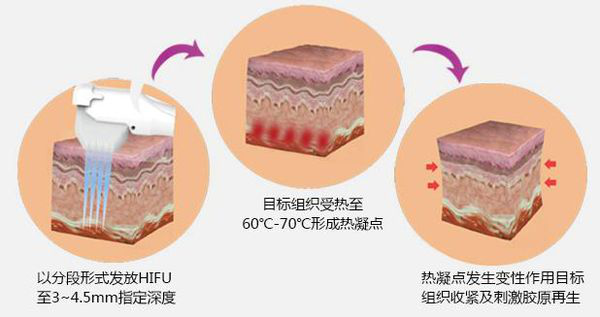 目标组织受热至
60℃-70℃形成热凝点
以分段形式发放HIFU
至3~4.5mm指定深度
热凝点发生变性作用目标
组织收紧及刺激胶原再生